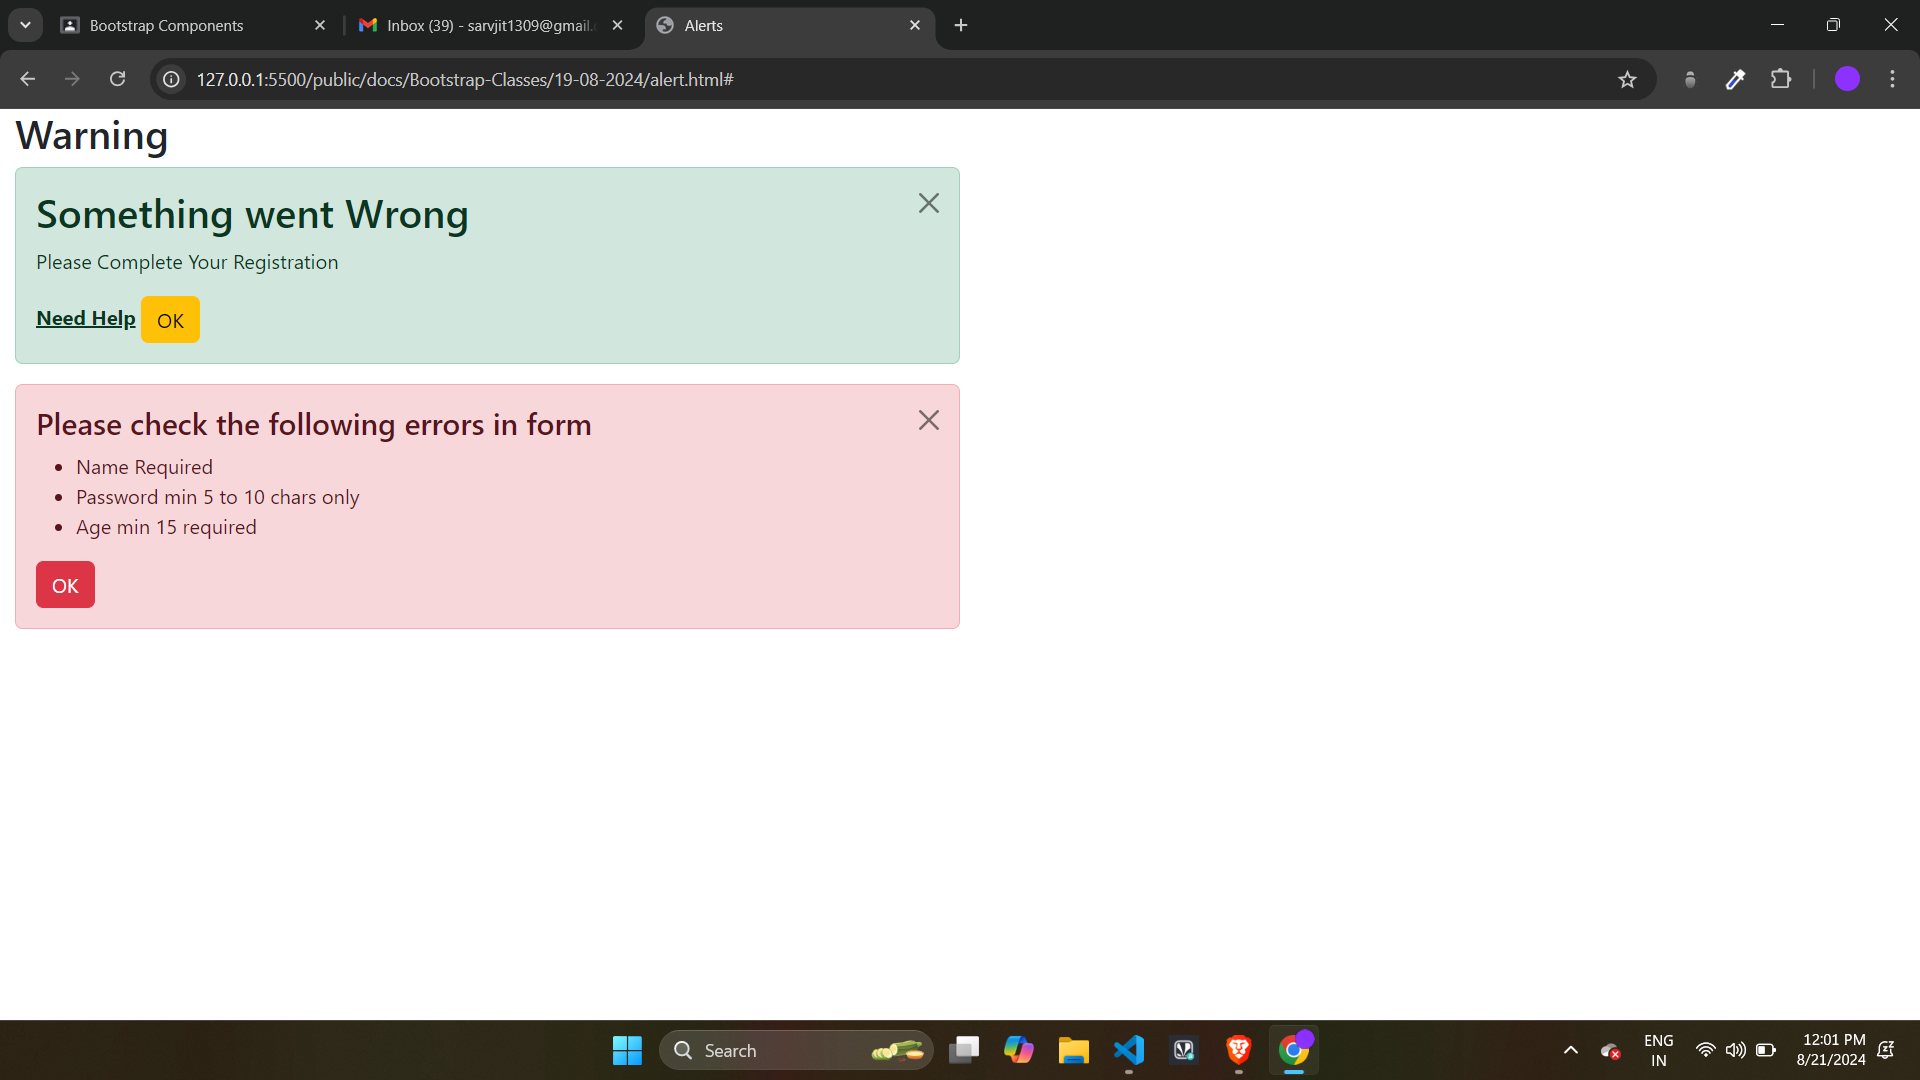 Bootstrap Components
Inbox (39) - sarvjit1309@gmail.
Alerts
127.0.0.1:5500/public/docs/Bootstrap-Classes/19-08-2024/alert.html#
Warning
Something went Wrong
Please Complete Your Registration
Need Help OK
Please check the following errors in form
• Name Required
• Password min 5 to 10 chars only
• Age min 15 required
OK
Search
ENG
IN
12:01 PM
8/21/2024